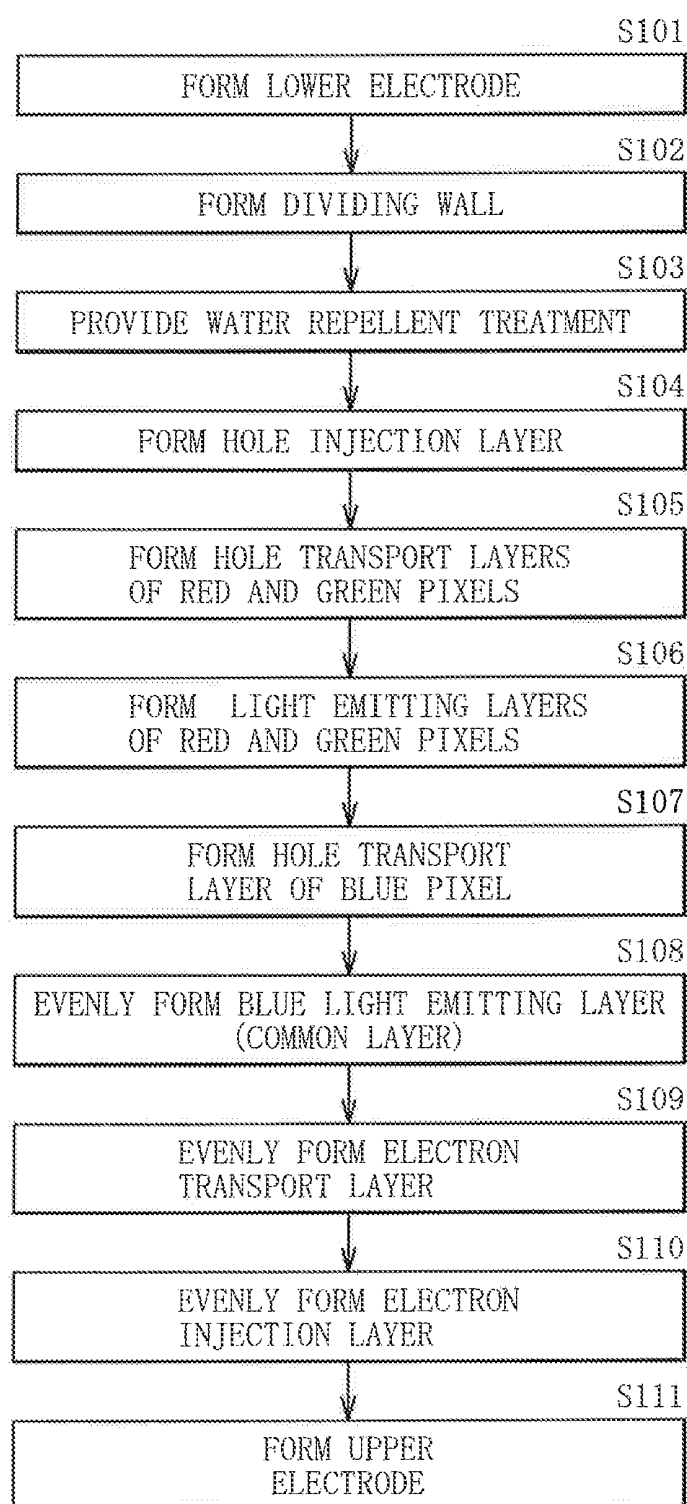 S101
FORM LOWER ELECTRODE
S102
FORM DIVIDING WALL
S103
PROVIDE WATER REPELLENT TREATMENT
S104
FORM HOLE INJECTION LAYER
S105
FORM HOLE TRANSPORT LAYERS
OF RED AND GREEN PIXELS
S106
FORM LIGHT EMITTING LAYERS
OF RED AND GREEN PIXELS
S107
FORM HOLE TRANSPORT
LAYER OF BLUE PIXEL
S108
EVENLY FORM BLUE LIGHT EMITTING LAYER
(COMMON LAYER)
S109
EVENLY FORM ELECTRON
TRANSPORT LAYER
S110
EVENLY FORM ELECTRON
INJECTION LAYER
S111
FORM UPPER
ELECTRODE